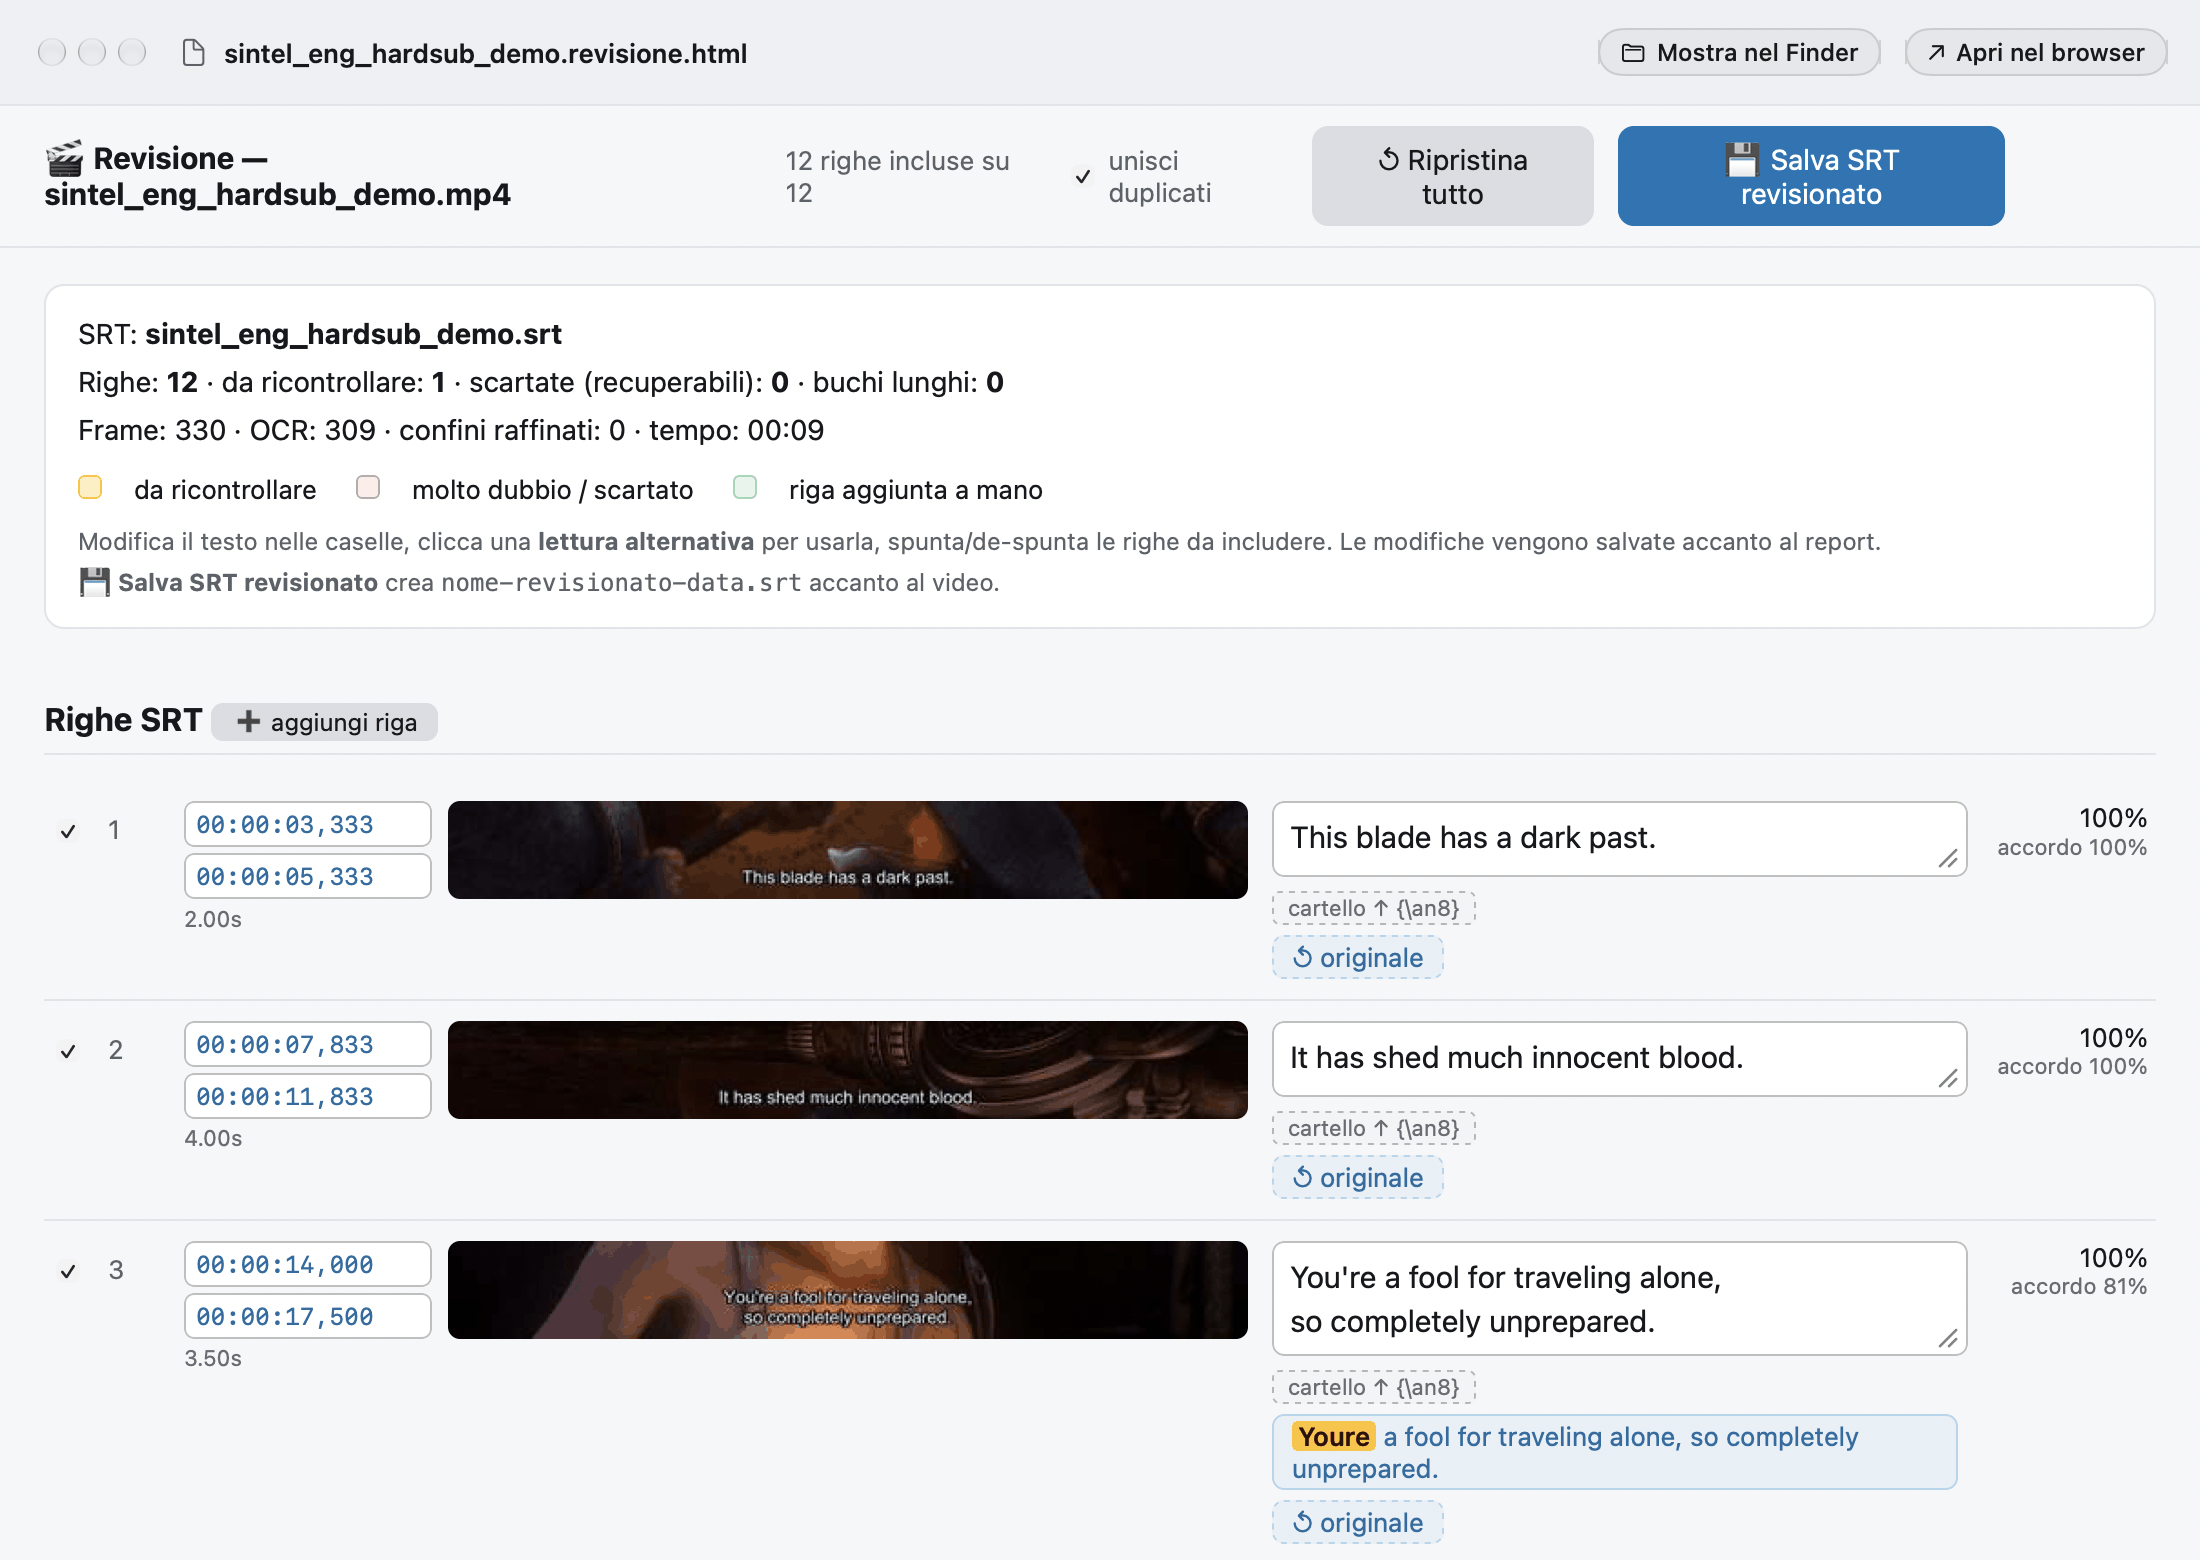 sintel_eng_hardsub_demo.revisione.html
Mostra nel Finder
Apri nel browser
Revisione —
sintel_eng_hardsub_demo.mp4
12 righe incluse su
12
unisci
duplicati
Ripristina
tutto
Salva SRT
revisionato
SRT: sintel_eng_hardsub_demo.srt
Righe: 12 · da ricontrollare: 1 · scartate (recuperabili): 0 · buchi lunghi: 0
Frame: 330 · OCR: 309 · confini raffinati: 0 · tempo: 00:09
da ricontrollare
molto dubbio / scartato
riga aggiunta a mano
Modifica il testo nelle caselle, clicca una lettura alternativa per usarla, spunta/de-spunta le righe da includere. Le modifiche vengono salvate accanto al report.
Salva SRT revisionato crea nome-revisionato-data.srt accanto al video.
Righe SRT
+ aggiungi riga
1
00:00:03,333
00:00:05,333
2.00s
This blade has a dark past.
This blade has a dark past.
cartello ↑ {\an8}
originale
100%
accordo 100%
2
00:00:07,833
00:00:11,833
4.00s
It has shed much innocent blood.
It has shed much innocent blood.
cartello ↑ {\an8}
originale
100%
accordo 100%
3
00:00:14,000
00:00:17,500
3.50s
You're a fool for traveling alone,
so completely unprepared.
You're a fool for traveling alone,
so completely unprepared.
cartello ↑ {\an8}
Youre a fool for traveling alone, so completely
unprepared.
originale
100%
accordo 81%